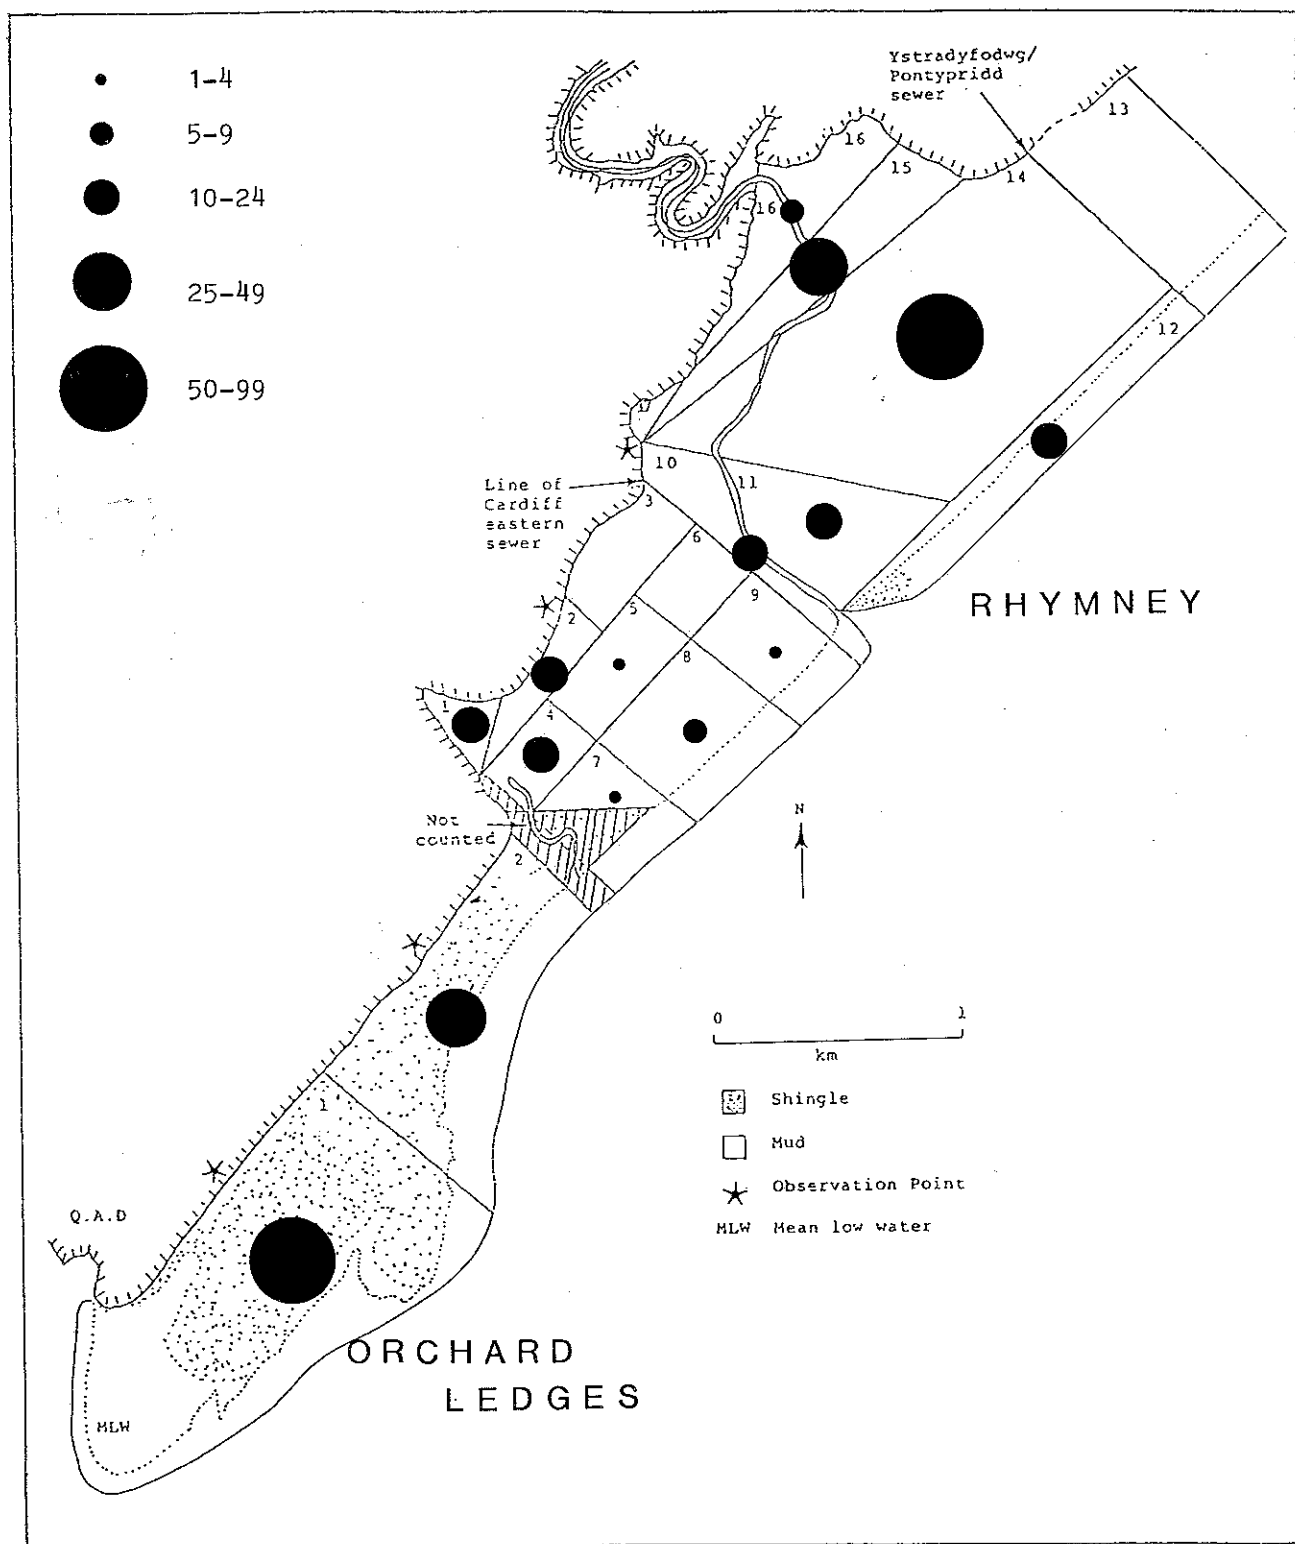 1-4
5-9
10-24
25-49
50-99
Ystradyfodwg/
Pontypridd
sewer
13
16
15
14
16
12
17
10
Line of
Cardiff
eastern
sewer
3
11
6
9
RHYMNEY
2
5
8
1
4
7
Not
counted
2
N
0 1
km
Shingle
Mud
Observation Point
MLW Mean low water
1
Q.A.D
ORCHARD
LEDGES
MLW